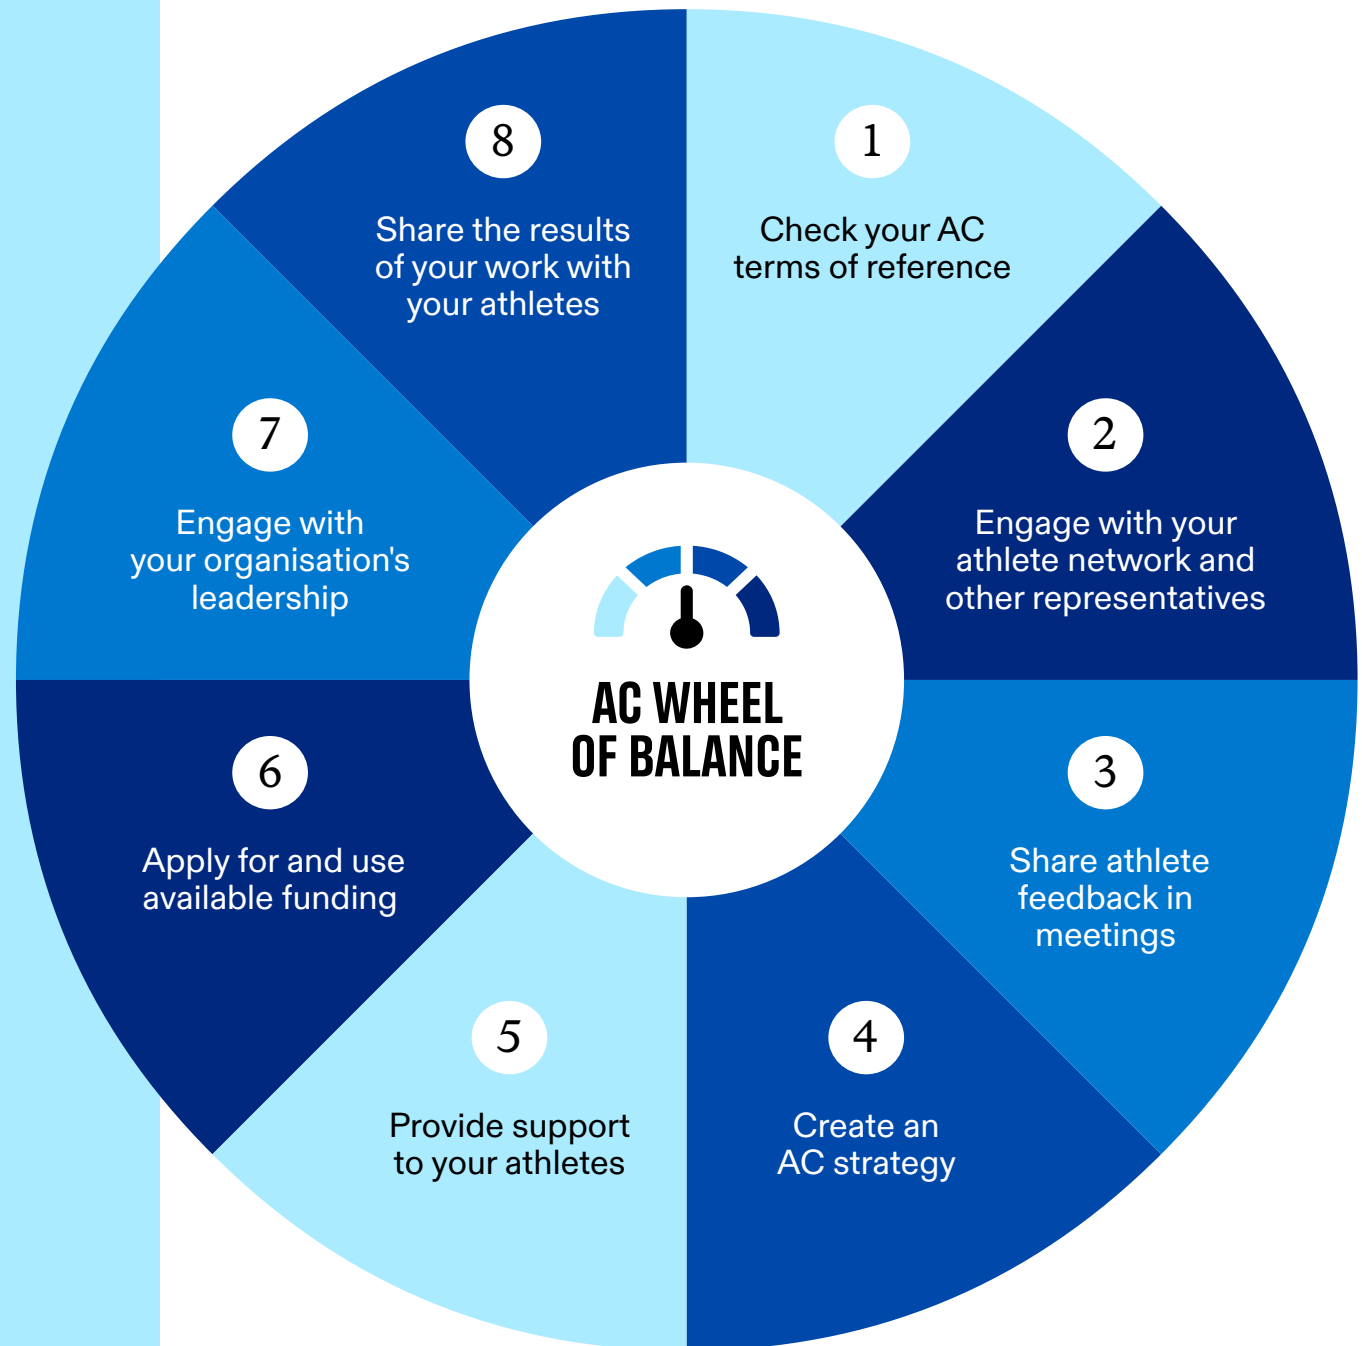 1
Check your AC
terms of reference
2
Engage with your
athlete network and
other representatives
3
Share athlete
feedback in
meetings
4
Create an
AC strategy
5
Provide support
to your athletes
6
Apply for and use
available funding
7
Engage with
your organisation's
leadership
8
Share the results
of your work with
your athletes
AC WHEEL
OF BALANCE